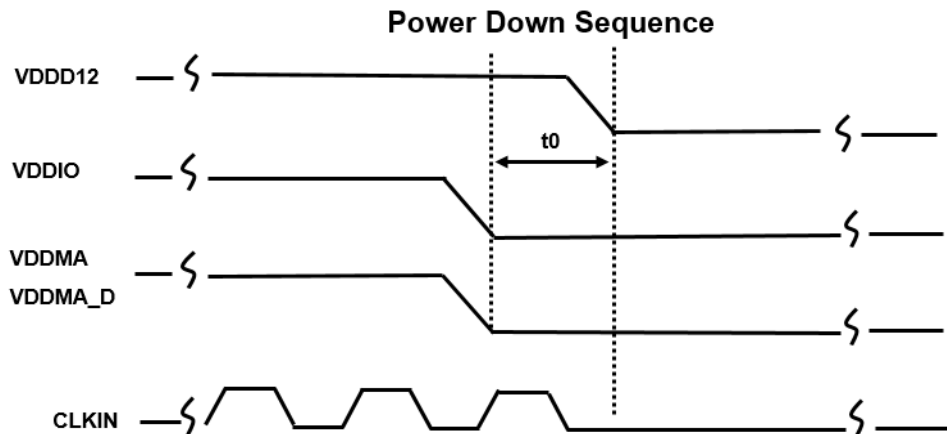 Power Down Sequence
VDDD12
t0
VDDIO
VDDMA
VDDMA_D
CLKIN